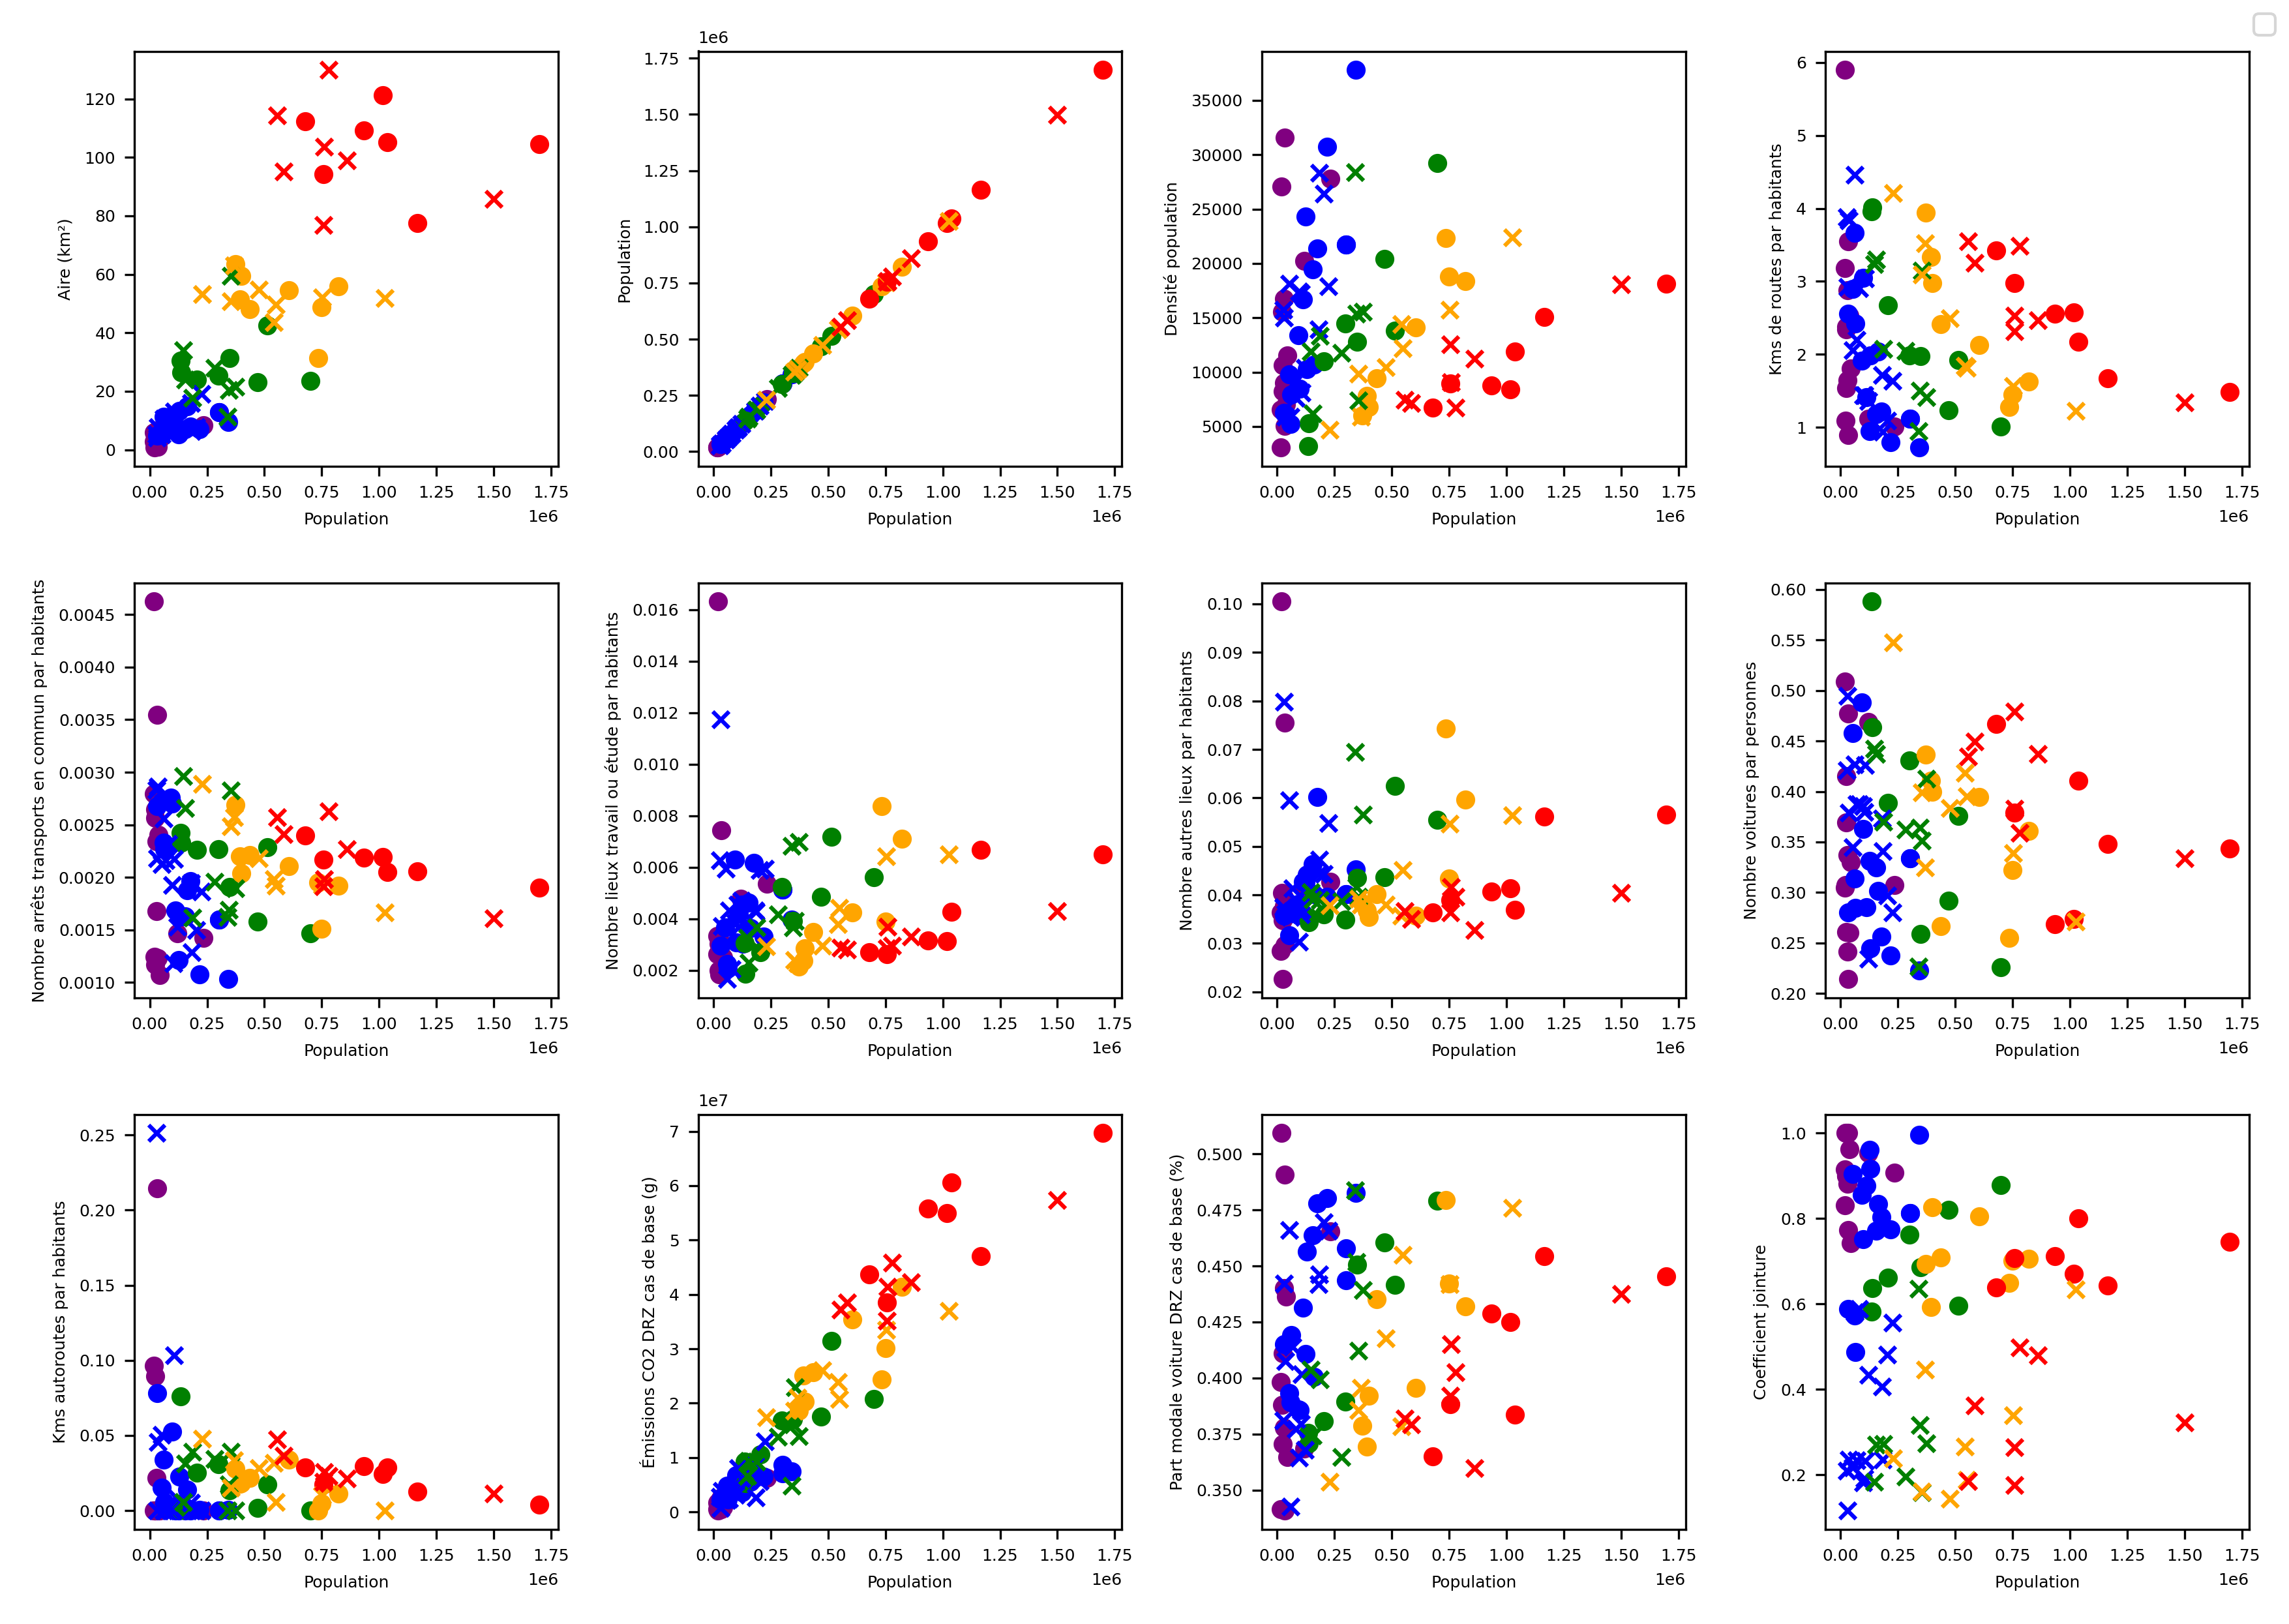 120
100
80
60
40
20
0
Aire (km²)
0.00 0.25 0.50 0.75 1.00 1.25 1.50 1.75
Population
1e6
1e6
1.75
1.50
1.25
1.00
0.75
0.50
0.25
0.00
Population
0.00 0.25 0.50 0.75 1.00 1.25 1.50 1.75
Population
1e6
35000
30000
25000
20000
15000
10000
5000
Densité population
0.00 0.25 0.50 0.75 1.00 1.25 1.50 1.75
Population
1e6
6
5
4
3
2
1
Kms de routes par habitants
0.00 0.25 0.50 0.75 1.00 1.25 1.50 1.75
Population
1e6
0.0045
0.0040
0.0035
0.0030
0.0025
0.0020
0.0015
0.0010
Nombre arrêts transports en commun par habitants
0.00 0.25 0.50 0.75 1.00 1.25 1.50 1.75
Population
1e6
0.016
0.014
0.012
0.010
0.008
0.006
0.004
0.002
Nombre lieux travail ou étude par habitants
0.00 0.25 0.50 0.75 1.00 1.25 1.50 1.75
Population
1e6
0.10
0.09
0.08
0.07
0.06
0.05
0.04
0.03
0.02
Nombre autres lieux par habitants
0.00 0.25 0.50 0.75 1.00 1.25 1.50 1.75
Population
1e6
0.60
0.55
0.50
0.45
0.40
0.35
0.30
0.25
0.20
Nombre voitures par personnes
0.00 0.25 0.50 0.75 1.00 1.25 1.50 1.75
Population
1e6
0.25
0.20
0.15
0.10
0.05
0.00
Kms autoroutes par habitants
0.00 0.25 0.50 0.75 1.00 1.25 1.50 1.75
Population
1e6
1e7
7
6
5
4
3
2
1
0
Émissions CO2 DRZ cas de base (g)
0.00 0.25 0.50 0.75 1.00 1.25 1.50 1.75
Population
1e6
0.500
0.475
0.450
0.425
0.400
0.375
0.350
Part modale voiture DRZ cas de base (%)
0.00 0.25 0.50 0.75 1.00 1.25 1.50 1.75
Population
1e6
1.0
0.8
0.6
0.4
0.2
Coefficient jointure
0.00 0.25 0.50 0.75 1.00 1.25 1.50 1.75
Population
1e6